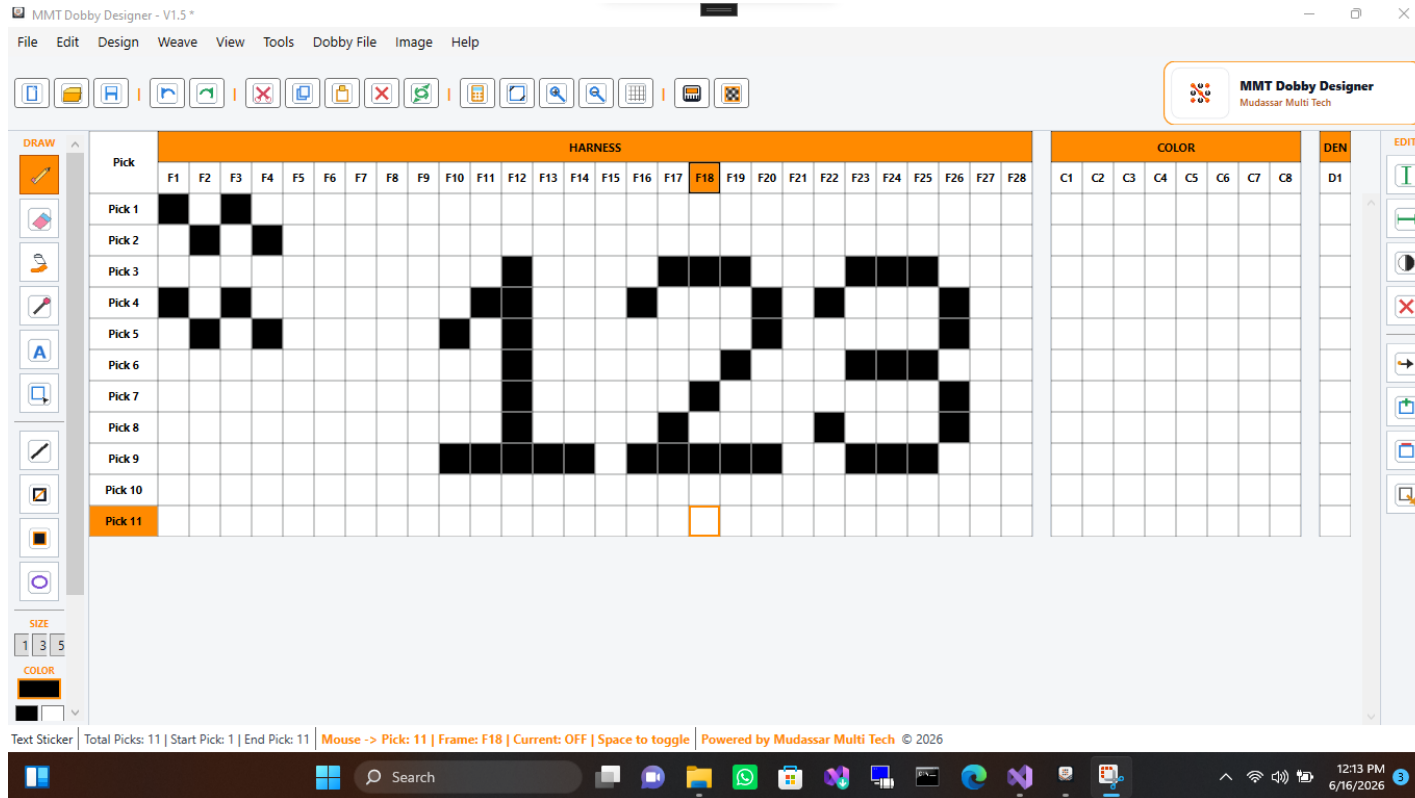 MMT Dobby Designer - V1.5 *
File Edit Design Weave View Tools Dobby File Image Help
MMT Dobby Designer
Mudassar Multi Tech
DRAW
Pick
HARNESS
COLOR
DEN
EDIT
F1 F2 F3 F4 F5 F6 F7 F8 F9 F10 F11 F12 F13 F14 F15 F16 F17 F18 F19 F20 F21 F22 F23 F24 F25 F26 F27 F28
C1 C2 C3 C4 C5 C6 C7 C8
D1
Pick 1
Pick 2
Pick 3
Pick 4
Pick 5
Pick 6
Pick 7
Pick 8
Pick 9
Pick 10
Pick 11
123
A
SIZE
1 3 5
COLOR
Text Sticker Total Picks: 11 | Start Pick: 1 | End Pick: 11 Mouse -> Pick: 11 | Frame: F18 | Current: OFF | Space to toggle Powered by Mudassar Multi Tech © 2026
Search
12:13 PM
6/16/2026
3